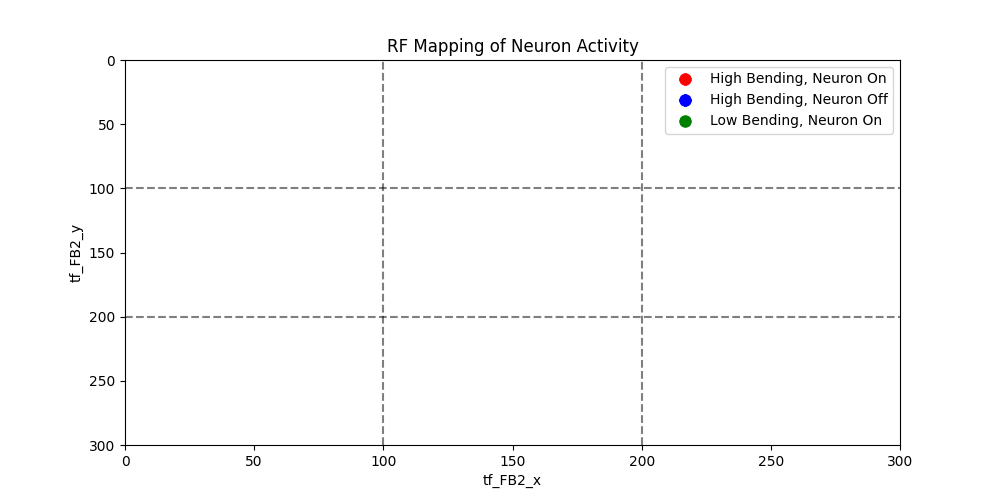 RF Mapping of Neuron Activity
High Bending, Neuron On
High Bending, Neuron Off
Low Bending, Neuron On
tf_FB2_y
0
50
100
150
200
250
300
0 50 100 150 200 250 300
tf_FB2_x